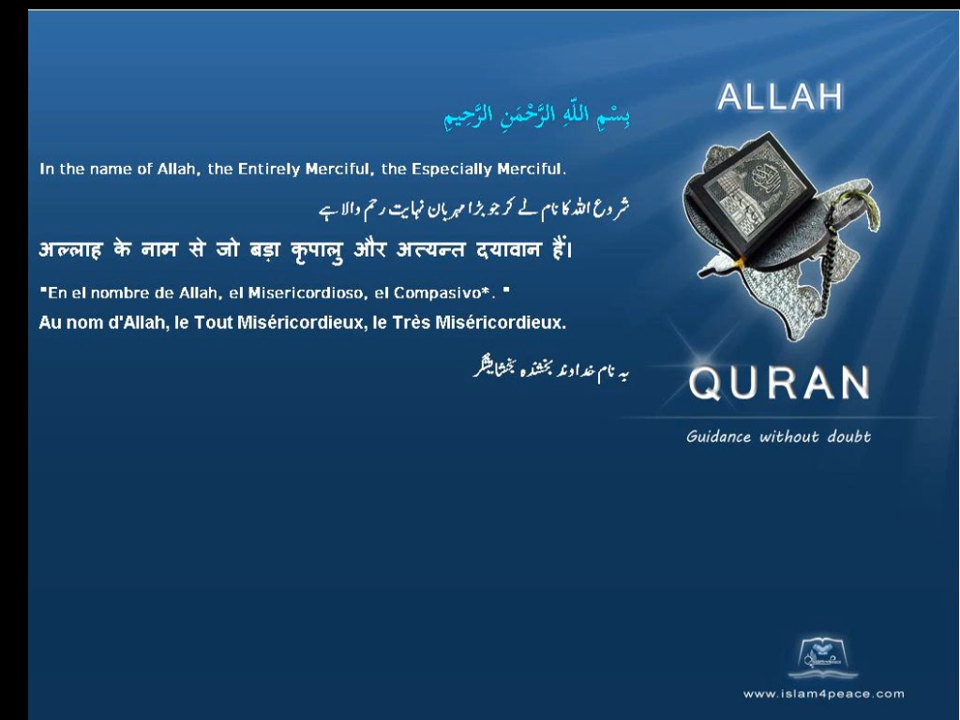 بِسْمِ اللّهِ الرَّحْمَنِ الرَّحِيمِ
In the name of Allah, the Entirely Merciful, the Especially Merciful.
شروع اللہ کا نام لے کر جو بڑا مہربان نہایت رحم والا ہے
अल्लाह के नाम से जो बड़ा कृपालु और अत्यन्त दयावान हैं।
"En el nombre de Allah, el Misericordioso, el Compasivo*. "
Au nom d'Allah, le Tout Miséricordieux, le Très Miséricordieux.
به نام خداوند بخشنده بخشایشگر
ALLAH
QURAN
Guidance without doubt
www.islam4peace.com